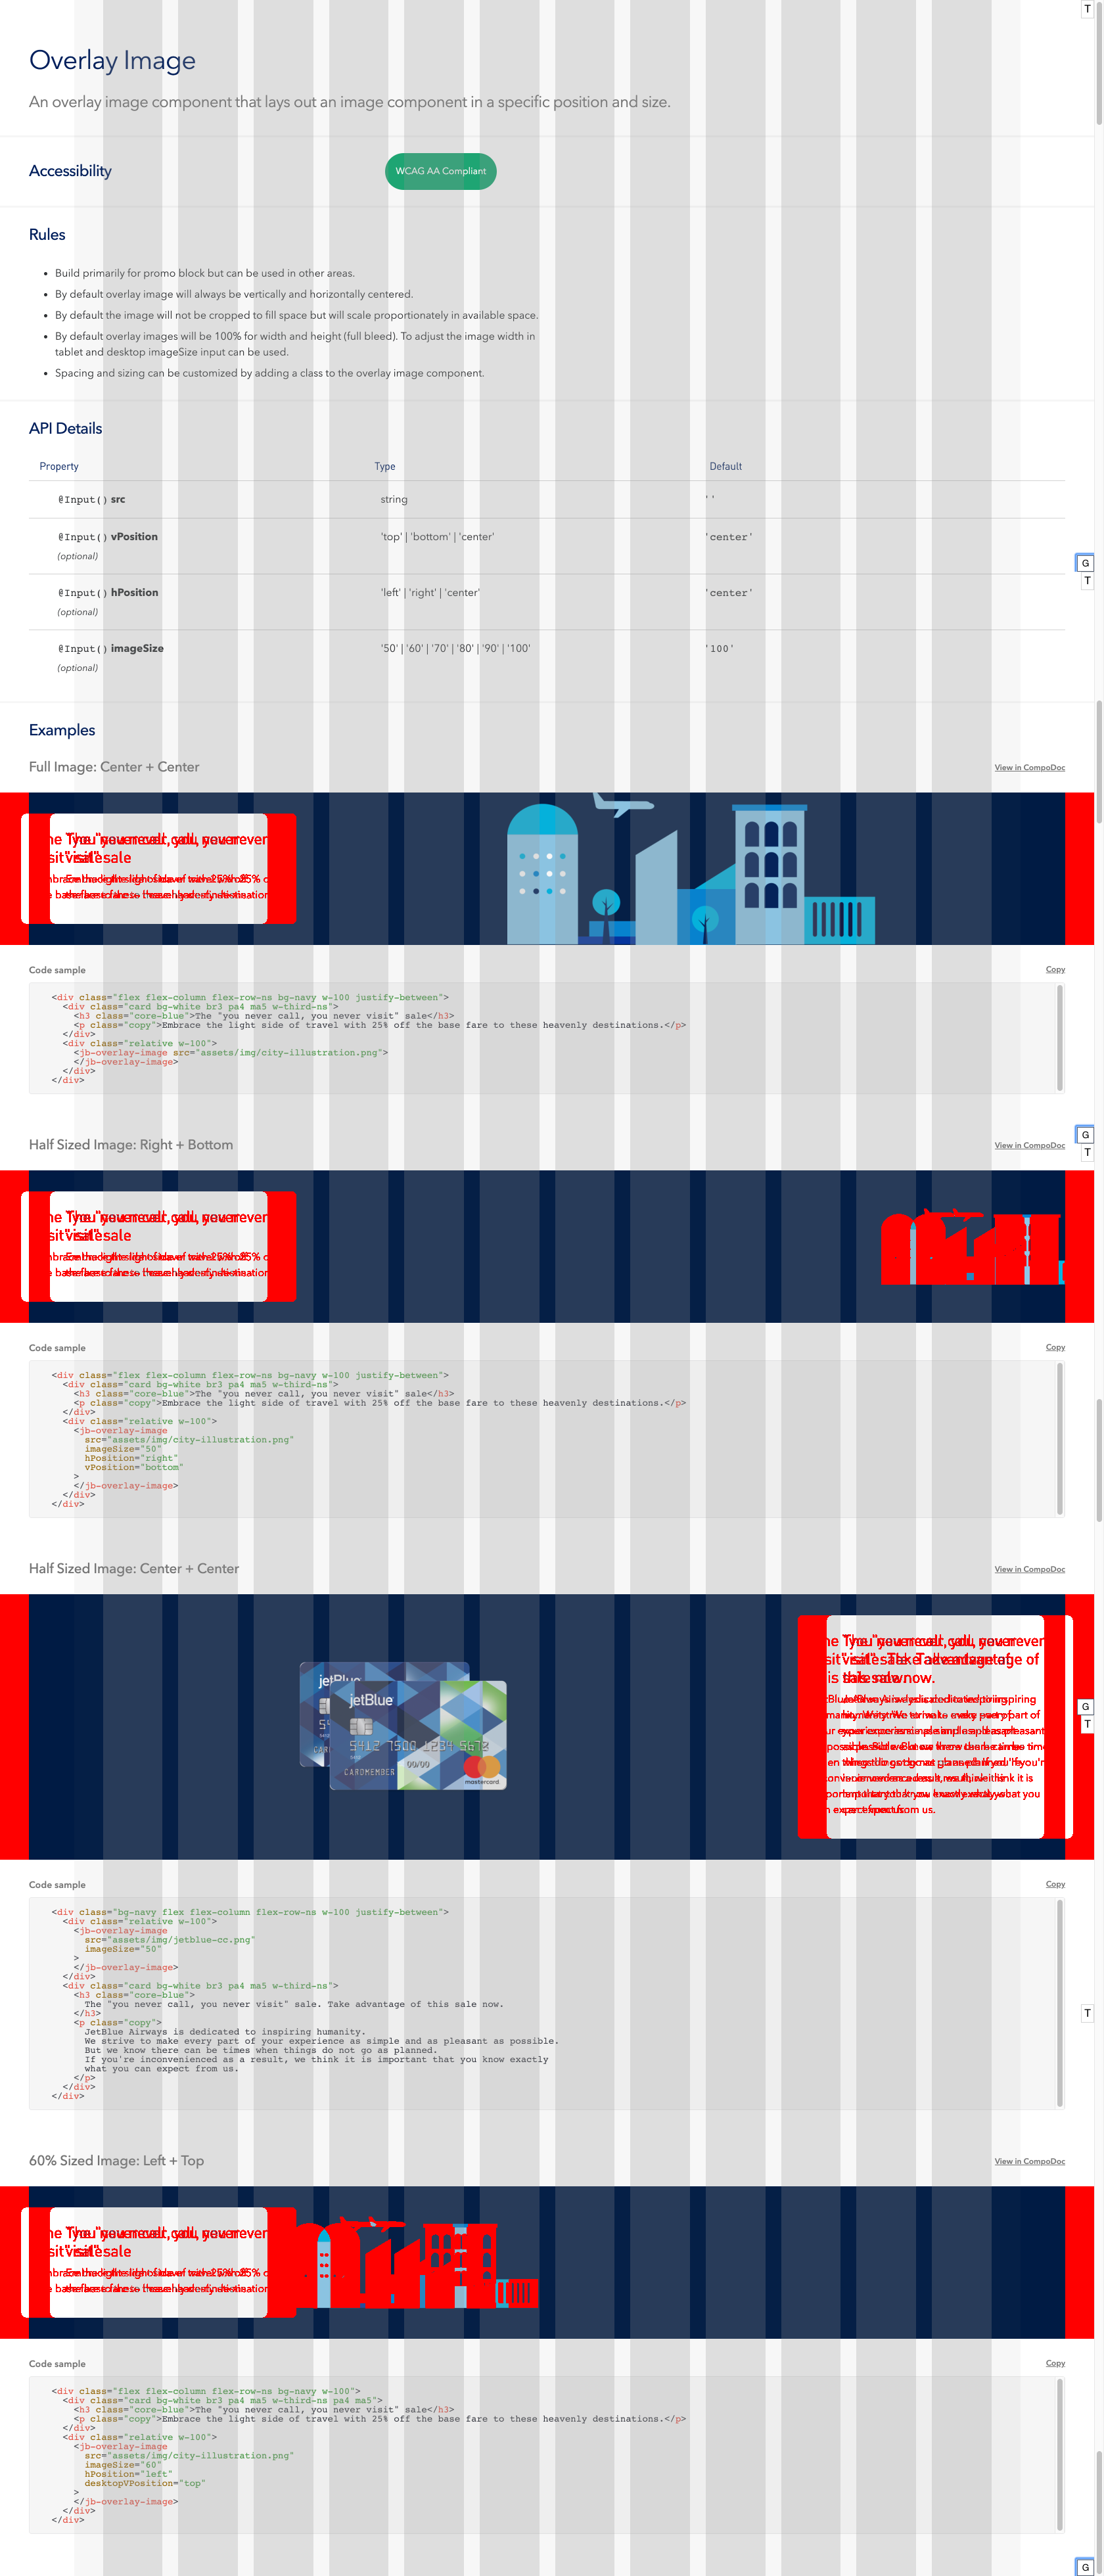 T
Overlay Image
An overlay image component that lays out an image component in a specific position and size.
Accessibility
WCAG AA Compliant
Rules
• Build primarily for promo block but can be used in other areas.
• By default overlay image will always be vertically and horizontally centered.
• By default the image will not be cropped to fill space but will scale proportionately in available space.
• By default overlay images will be 100% for width and height (full bleed). To adjust the image width in
tablet and desktop imageSize input can be used.
• Spacing and sizing can be customized by adding a class to the overlay image component.
API Details
Property Type Default
@Input() src string ''
@Input() vPosition 'top' | 'bottom' | 'center' 'center'
(optional)
G
T
@Input() hPosition 'left' | 'right' | 'center' 'center'
(optional)
@Input() imageSize '50' | '60' | '70' | '80' | '90' | '100' '100'
(optional)
Examples
Full Image: Center + Center View in CompoDoc
Code sample Copy
<div class="flex flex-column flex-row-ns bg-navy w-100 justify-between">
<div class="card bg-white br3 pa4 ma5 w-third-ns">
<h3 class="core-blue">The "you never call, you never visit" sale</h3>
<p class="copy">Embrace the light side of travel with 25% off the base fare to these heavenly destinations.</p>
</div>
<div class="relative w-100">
<jb-overlay-image src="assets/img/city-illustration.png">
</jb-overlay-image>
</div>
</div>
G
Half Sized Image: Right + Bottom View in CompoDoc
T
Code sample Copy
<div class="flex flex-column flex-row-ns bg-navy w-100 justify-between">
<div class="card bg-white br3 pa4 ma5 w-third-ns">
<h3 class="core-blue">The "you never call, you never visit" sale</h3>
<p class="copy">Embrace the light side of travel with 25% off the base fare to these heavenly destinations.</p>
</div>
<div class="relative w-100">
<jb-overlay-image
src="assets/img/city-illustration.png"
imageSize="50"
hPosition="right"
vPosition="bottom"
>
</jb-overlay-image>
</div>
</div>
Half Sized Image: Center + Center View in CompoDoc
jetBlue
jetBlue
5412 7500 1234 5678
CARDMEMBER 00/00
mastercard
G
T
Code sample Copy
<div class="bg-navy flex flex-column flex-row-ns w-100 justify-between">
<div class="relative w-100">
<jb-overlay-image
src="assets/img/jetblue-cc.png"
imageSize="50"
>
</jb-overlay-image>
</div>
<div class="card bg-white br3 pa4 ma5 w-third-ns">
<h3 class="core-blue">
The "you never call, you never visit" sale. Take advantage of this sale now.
</h3>
<p class="copy">
JetBlue Airways is dedicated to inspiring humanity.
We strive to make every part of your experience as simple and as pleasant as possible.
But we know there can be times when things do not go as planned.
If you're inconvenienced as a result, we think it is important that you know exactly
what you can expect from us.
</p>
</div>
</div>
T
60% Sized Image: Left + Top View in CompoDoc
Code sample Copy
<div class="flex flex-column flex-row-ns bg-navy w-100">
<div class="card bg-white br3 pa4 ma5 w-third-ns pa4 ma5">
<h3 class="core-blue">The "you never call, you never visit" sale</h3>
<p class="copy">Embrace the light side of travel with 25% off the base fare to these heavenly destinations.</p>
</div>
<div class="relative w-100">
<jb-overlay-image
src="assets/img/city-illustration.png"
imageSize="60"
hPosition="left"
desktopVPosition="top"
>
</jb-overlay-image>
</div>
</div>
G